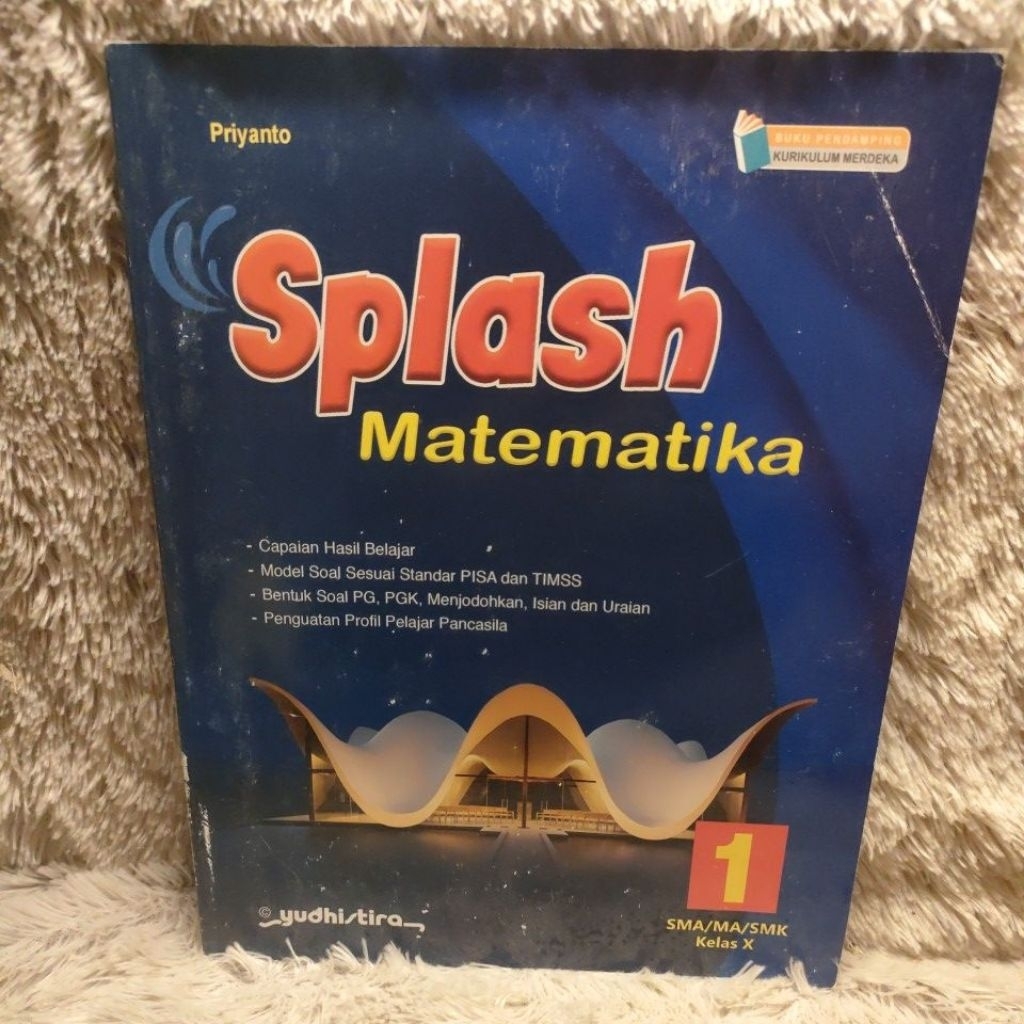 Priyanto
BUKU PENDAMPING
KURIKULUM MERDEKA
Splash
Matematika
- Capaian Hasil Belajar
- Model Soal Sesuai Standar PISA dan TIMSS
- Bentuk Soal PG, PGK, Menjodohkan, Isian dan Uraian
- Penguatan Profil Pelajar Pancasila
1
© yudhistira
SMA/MA/SMK
Kelas X